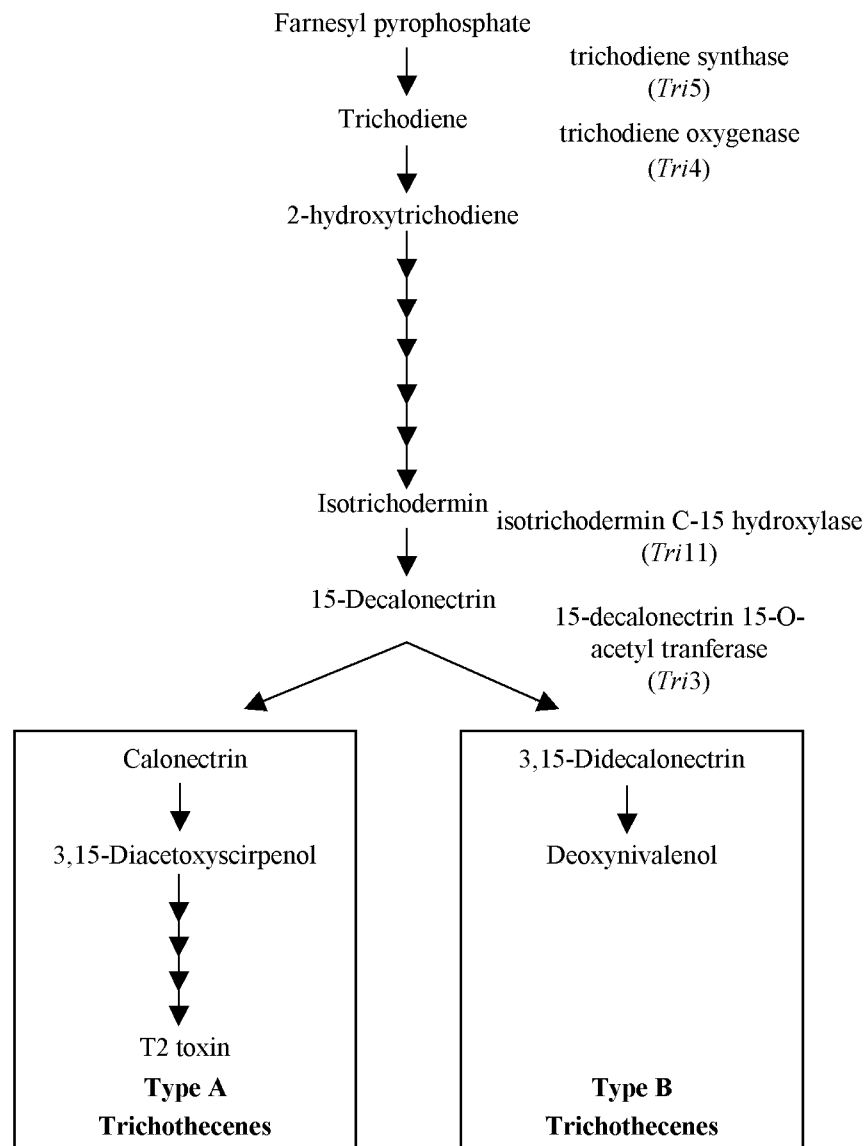 Farnesyl pyrophosphate
trichodiene synthase
(Tri5)
Trichodiene
trichodiene oxygenase
(Tri4)
2-hydroxytrichodiene
Isotrichodermin
isotrichodermin C-15 hydroxylase
(Tri11)
15-Decalonectrin
15-decalonectrin 15-O-
acetyl tranferase
(Tri3)
Calonectrin
3,15-Diacetoxyscirpenol
T2 toxin
Type A
Trichothecenes
3,15-Didecalonectrin
Deoxynivalenol
Type B
Trichothecenes